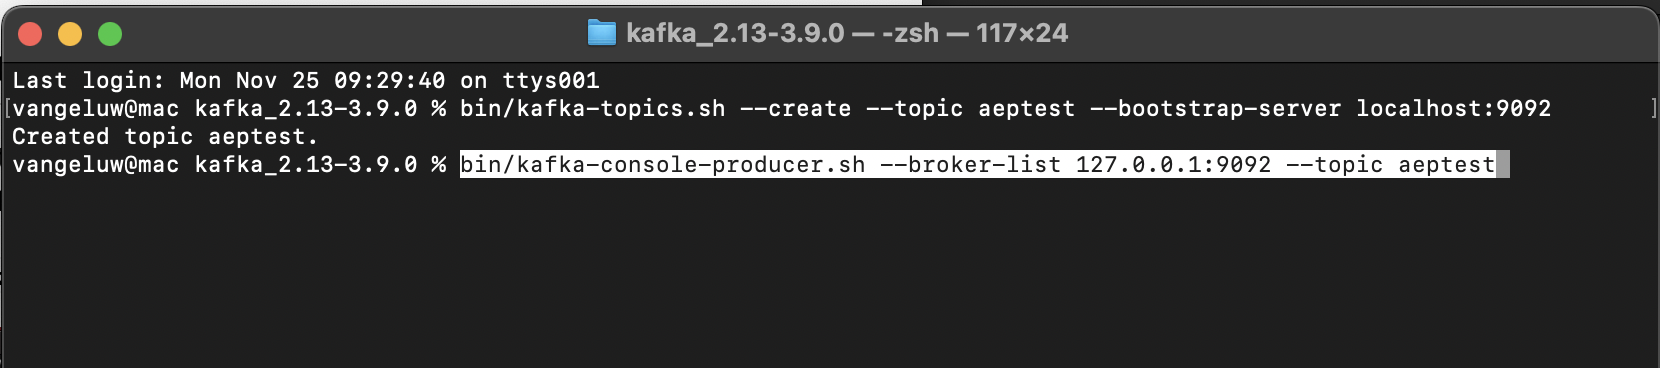 kafka_2.13-3.9.0 — -zsh — 117×24
Last login: Mon Nov 25 09:29:40 on ttys001
[vangeluw@mac kafka_2.13-3.9.0 % bin/kafka-topics.sh --create --topic aeptest --bootstrap-server localhost:9092 ]
Created topic aeptest.
vangeluw@mac kafka_2.13-3.9.0 % bin/kafka-console-producer.sh --broker-list 127.0.0.1:9092 --topic aeptest